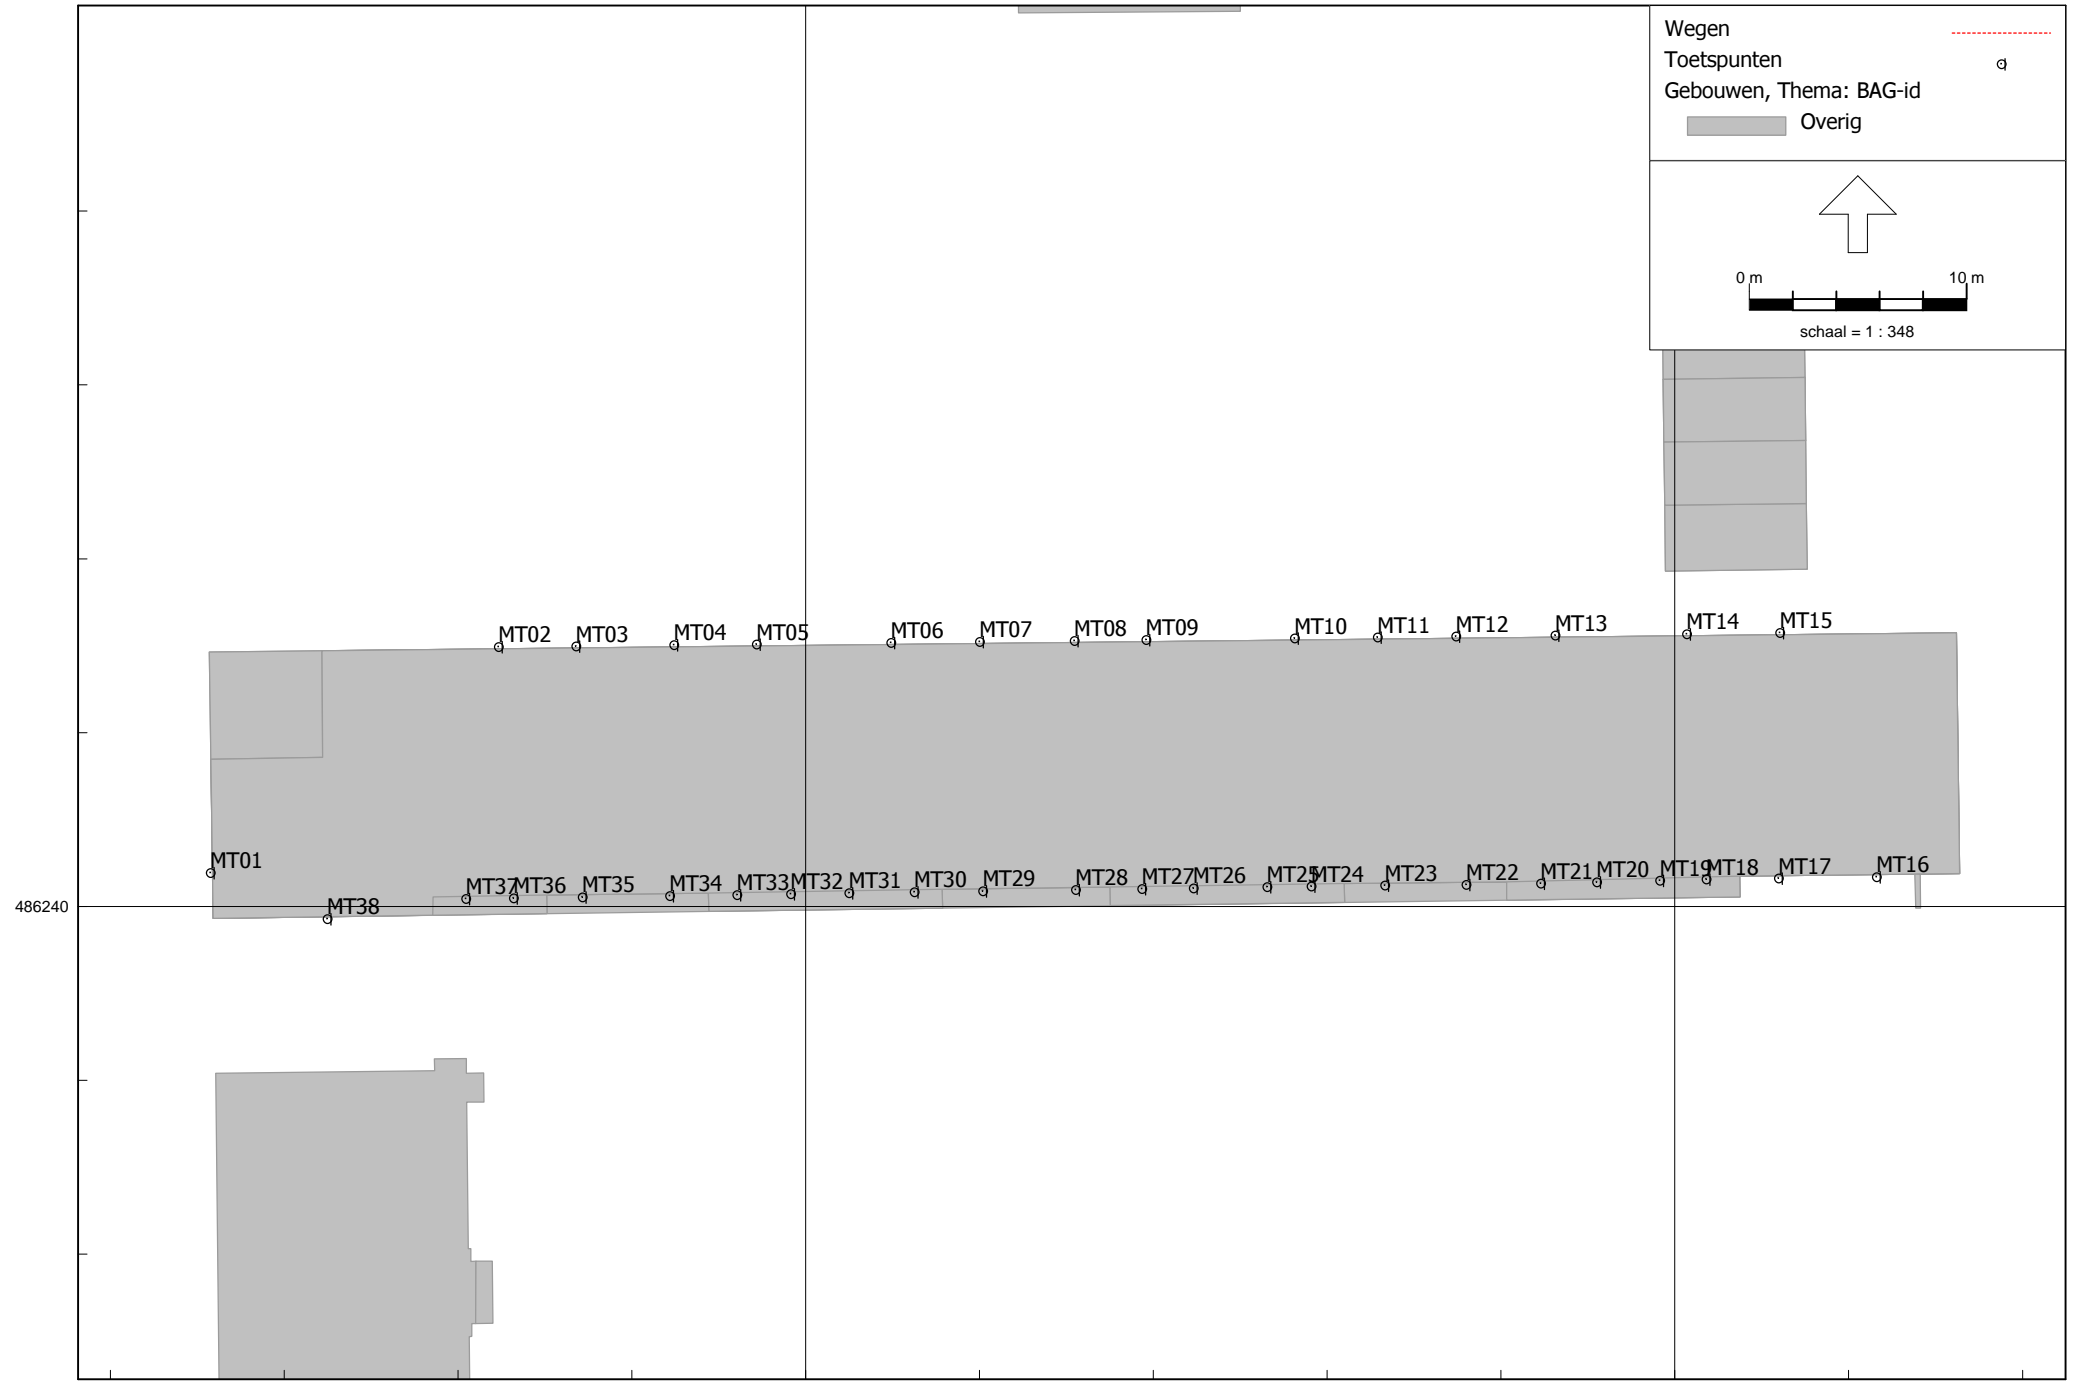 Wegen
Toetspunten
Gebouwen, Thema: BAG-id
Overig
0 m 10 m
schaal = 1 : 348
MT02 MT03 MT04 MT05 MT06 MT07 MT08 MT09 MT10 MT11 MT12 MT13 MT14 MT15
MT01
MT37 MT36 MT35 MT34 MT33 MT32 MT31 MT30 MT29 MT28 MT27 MT26 MT25 MT24 MT23 MT22 MT21 MT20 MT19 MT18 MT17 MT16
486240
MT38